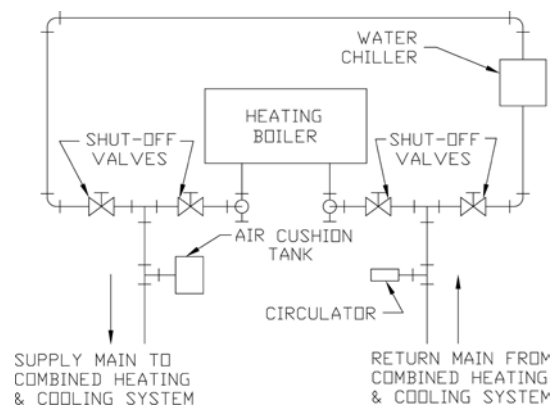 WATER
CHILLER
HEATING
BOILER
SHUT-OFF
VALVES
SHUT-OFF
VALVES
AIR CUSHION
TANK
CIRCULATOR
SUPPLY MAIN TO
COMBINED HEATING
& COOLING SYSTEM
RETURN MAIN FROM
COMBINED HEATING
& COOLING SYSTEM